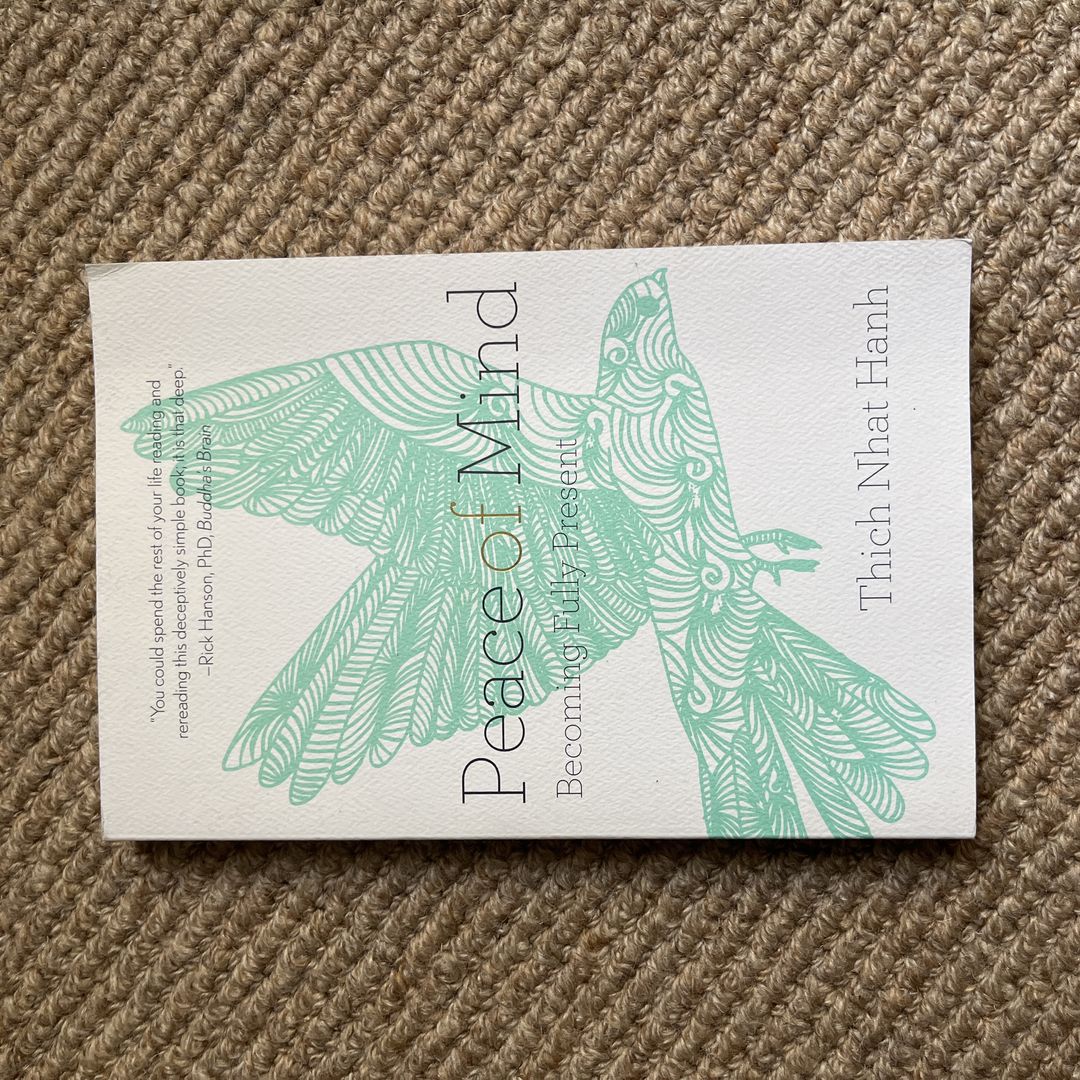 "You could spend the rest of your life reading and
rereading this deceptively simple book; it is that deep."
–Rick Hanson, PhD, Buddha's Brain
Peace of Mind
Becoming Fully Present
Thich Nhat Hanh